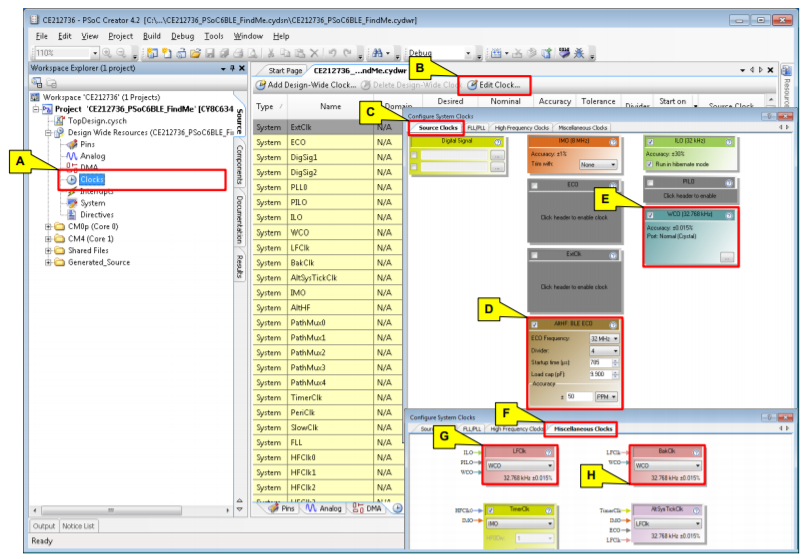 CE212736 - PSoC Creator 4.2 [C:\...\CE212736_PSoC6BLE_FindMe.cydsn\CE212736_PSoC6BLE_FindMe.cydwr]
File Edit View Project Build Debug Tools Window Help
110% Debug
Workspace Explorer (1 project)
Start Page CE212736_...ndMe.cydwr
B
Add Design-Wide Clock... Delete Design-Wide Clock Edit Clock...
Workspace 'CE212736' (1 Projects)
Project 'CE212736_PSoC6BLE_FindMe' [CY8C634
TopDesign.cysch
Design Wide Resources (CE212736_PSoC6BLE_Fi
Pins
Analog
DMA
Clocks
Interrupts
System
Directives
CM0p (Core 0)
CM4 (Core 1)
Shared Files
Generated_Source
A
Source
Components
Documentation
Results
Resource
Type Name Domain Desired Nominal Accuracy Tolerance Divider Start on Source Clock
System ExtClk N/A
System ECO N/A
System DigSig1 N/A
System DigSig2 N/A
System PLL0 N/A
System PILO N/A
System ILO N/A
System WCO N/A
System LFClk N/A
System BakClk N/A
System AltSysTickClk N/A
System IMO N/A
System AltHF N/A
System PathMux0 N/A
System PathMux1 N/A
System PathMux2 N/A
System PathMux3 N/A
System PathMux4 N/A
System TimerClk N/A
System PeriClk N/A
System SlowClk N/A
System FLL N/A
System HFClk0 N/A
System HFClk1 N/A
System HFClk2 N/A
System HFClk3 N/A
Pins Analog DMA
C
Configure System Clocks
Source Clocks FLL/PLL High Frequency Clocks Miscellaneous Clocks
Digital Signal
IMO (8 MHz)
Accuracy: ±1%
Trim with: None
ILO (32 kHz)
Accuracy: ±30%
Run in hibernate mode
ECO
Click header to enable clock
PILO
Click header to enable
E
WCO (32.768 kHz)
Accuracy: ±0.015%
Port: Normal (Crystal)
ExtClk
Click header to enable clock
D
AltHF: BLE ECO
ECO Frequency: 32 MHz
Divider: 4
Startup time (µs): 785
Load cap (pF): 9.900
Accuracy
± 50 PPM
F
Configure System Clocks
FLL/PLL High Frequency Clocks Miscellaneous Clocks
G
ILO
PILO
WCO
LFClk
WCO
32.768 kHz ±0.015%
H
LFClk
WCO
BakClk
WCO
32.768 kHz ±0.015%
HFClk0
IMO
TimerClk
IMO
1
TimerClk
IMO
ECO
LFClk
AltSysTickClk
LFClk
32.768 kHz ±0.015%
Output Notice List
Ready